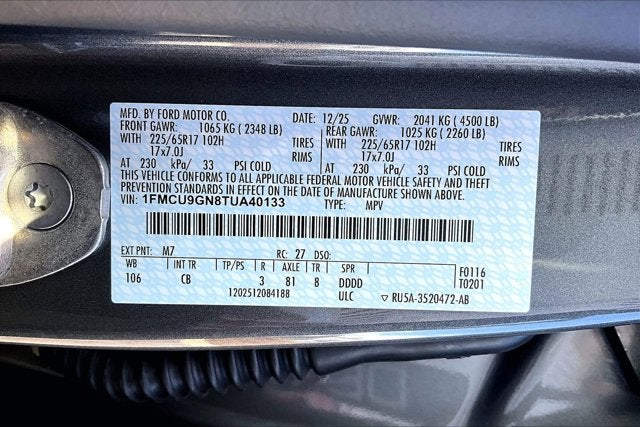 MFD. BY FORD MOTOR CO. DATE: 12/25 GVWR: 2041 KG ( 4500 LB)
FRONT GAWR: 1065 KG ( 2348 LB) REAR GAWR: 1025 KG ( 2260 LB)
WITH 225/65R17 102H TIRES WITH 225/65R17 102H TIRES
17x7.0J RIMS 17x7.0J RIMS
AT 230 kPa/ 33 PSI COLD AT 230 kPa/ 33 PSI COLD
THIS VEHICLE CONFORMS TO ALL APPLICABLE FEDERAL MOTOR VEHICLE SAFETY AND THEFT
PREVENTION STANDARDS IN EFFECT ON THE DATE OF MANUFACTURE SHOWN ABOVE.
VIN: 1FMCU9GN8TUA40133 TYPE: MPV
EXT PNT: M7 RC: 27 DSO: F0116
WB INT TR TP/PS R AXLE TR SPR T0201
106 CB 3 81 8 DDDD
1202512084188 ULC ▽ RU5A-3520472-AB